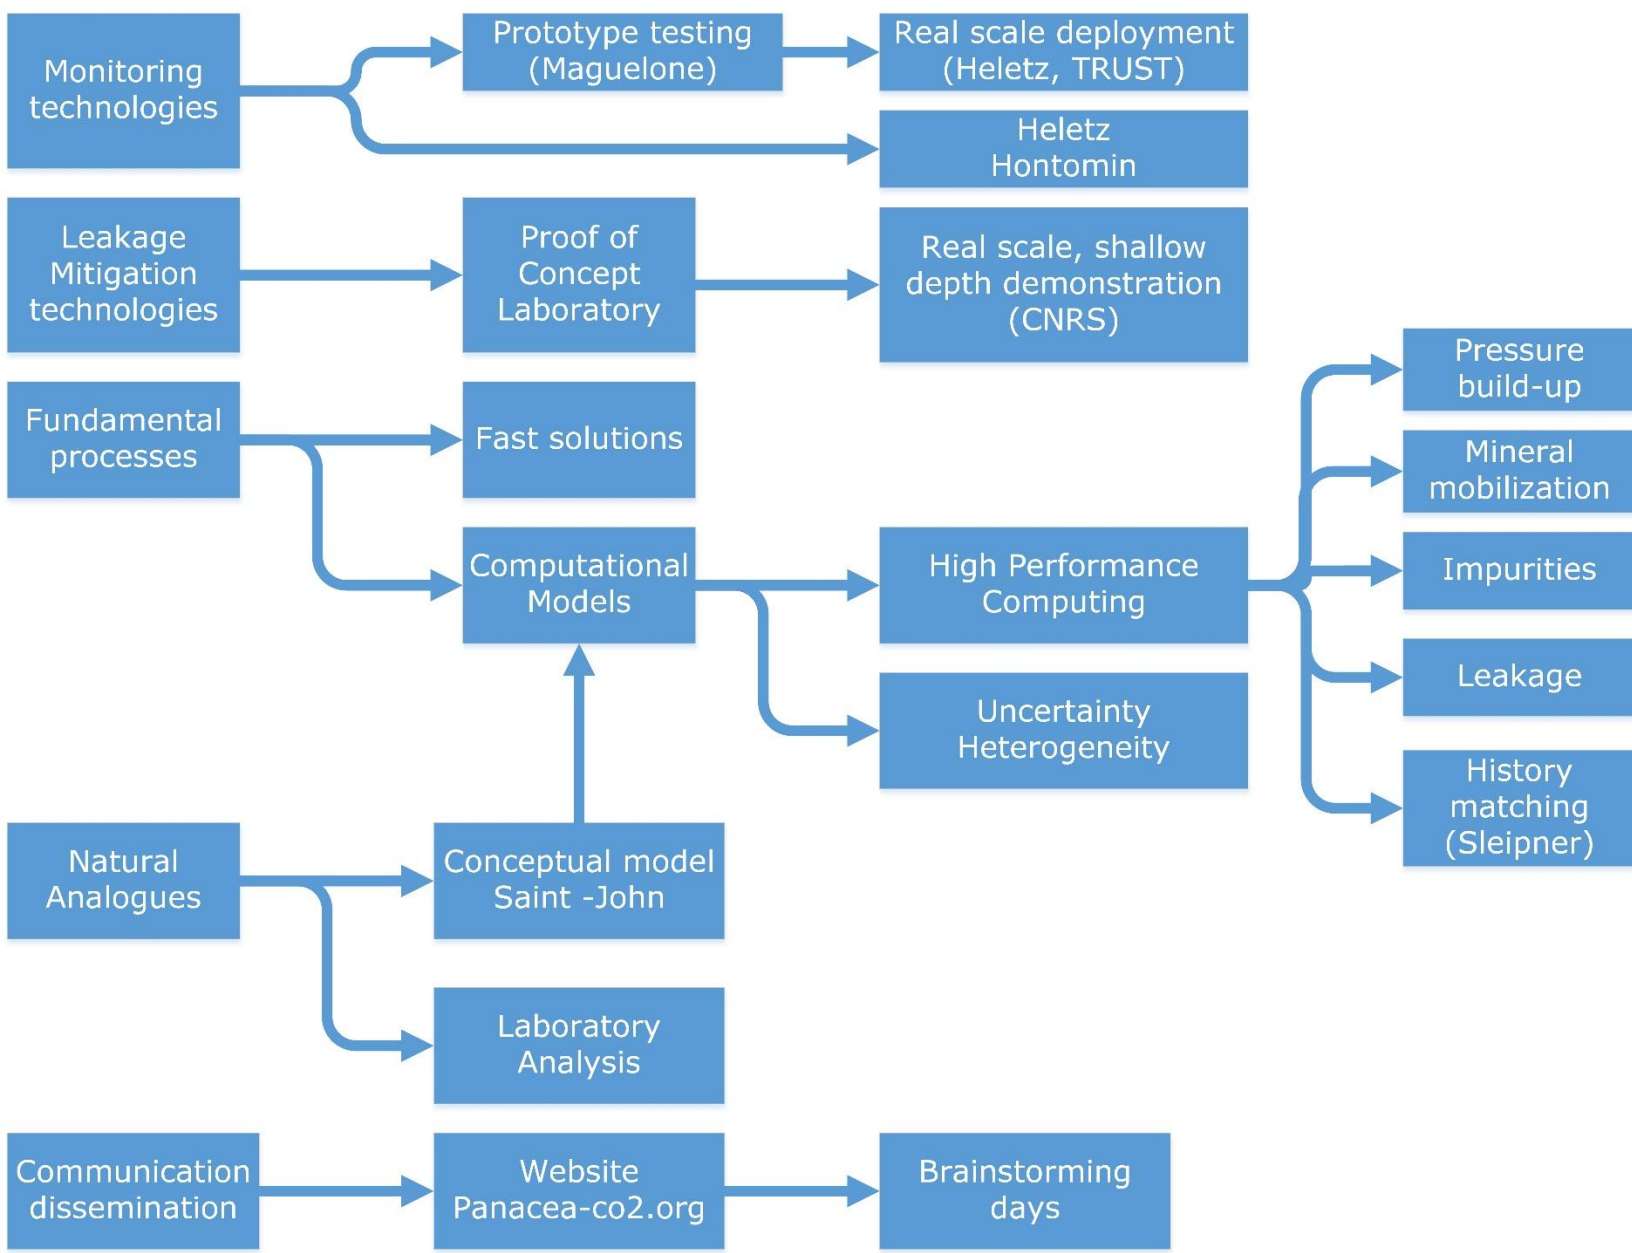 Monitoring
technologies
Prototype testing
(Maguelone)
Real scale deployment
(Heletz, TRUST)
Heletz
Hontomin
Leakage
Mitigation
technologies
Proof of
Concept
Laboratory
Real scale, shallow
depth demonstration
(CNRS)
Fundamental
processes
Fast solutions
Computational
Models
High Performance
Computing
Uncertainty
Heterogeneity
Pressure
build-up
Mineral
mobilization
Impurities
Leakage
History
matching
(Sleipner)
Natural
Analogues
Conceptual model
Saint -John
Laboratory
Analysis
Communication
dissemination
Website
Panacea-co2.org
Brainstorming
days